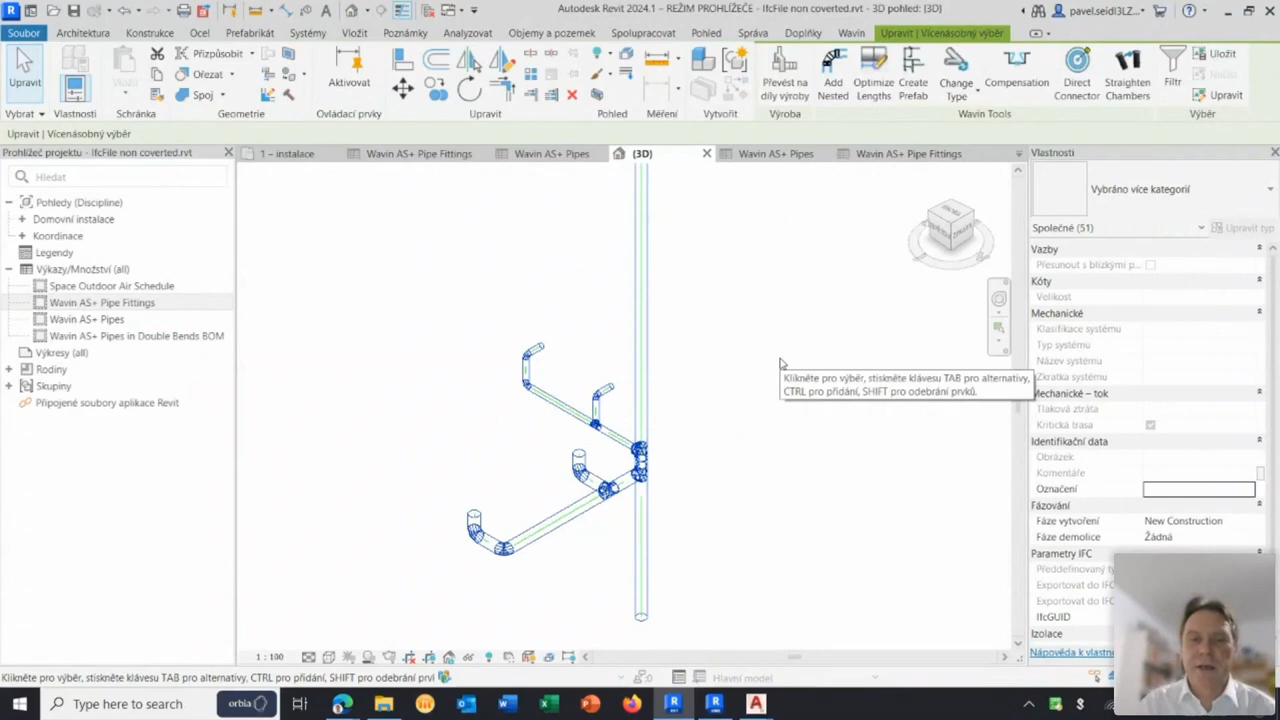 Autodesk Revit 2024.1 – REŽIM PROHLÍŽEČE - IfcFile non coverted.rvt - 3D pohled: {3D}
pavel.seidl3LZ...
Soubor
Architektura
Konstrukce
Ocel
Prefabrikát
Systémy
Vložit
Poznámky
Analyzovat
Objemy a pozemek
Spolupracovat
Pohled
Správa
Doplňky
Wavin
Upravit | Vícenásobný výběr
Upravit
Přizpůsobit
Ořezat
Spoj
Vložit
Aktivovat
Převést na
díly výroby
Add
Nested
Optimize
Lengths
Create
Prefab
Change
Type
Compensation
Direct
Connector
Straighten
Chambers
Filtr
Uložit
Upravit
Vybrat
Vlastnosti
Schránka
Geometrie
Ovládací prvky
Upravit
Pohled
Měření
Vytvořit
Výroba
Wavin Tools
Výběr
Upravit | Vícenásobný výběr
Prohlížeč projektu - IfcFile non coverted.rvt
Hledat
Pohledy (Discipline)
Domovní instalace
Koordinace
Legendy
Výkazy/Množství (all)
Space Outdoor Air Schedule
Wavin AS+ Pipe Fittings
Wavin AS+ Pipes
Wavin AS+ Pipes in Double Bends BOM
Výkresy (all)
Rodiny
Skupiny
Připojené soubory aplikace Revit
1 – instalace
Wavin AS+ Pipe Fittings
Wavin AS+ Pipes
(3D)
Wavin AS+ Pipes
Wavin AS+ Pipe Fittings
Klikněte pro výběr, stiskněte klávesu TAB pro alternativy,
CTRL pro přidání, SHIFT pro odebrání prvků.
Vlastnosti
Vybráno více kategorií
Společné (51)
Upravit typ
Vazby
Přesunout s blízkými p...
Kóty
Velikost
Mechanické
Klasifikace systému
Typ systému
Název systému
Zkratka systému
Mechanické – tok
Tlaková ztráta
Kritická trasa
Identifikační data
Obrázek
Komentáře
Označení
Fázování
Fáze vytvoření New Construction
Fáze demolice Žádná
Parametry IFC
Předdefinovaný ty
Exportovat do IFC
Exportovat do IFC
IfcGUID
Izolace
Nápověda k vlastn
1 : 100
Klikněte pro výběr, stiskněte klávesu TAB pro alternativy, CTRL pro přidání, SHIFT pro odebrání prvi
:0
Hlavní model
Type here to search
orbia